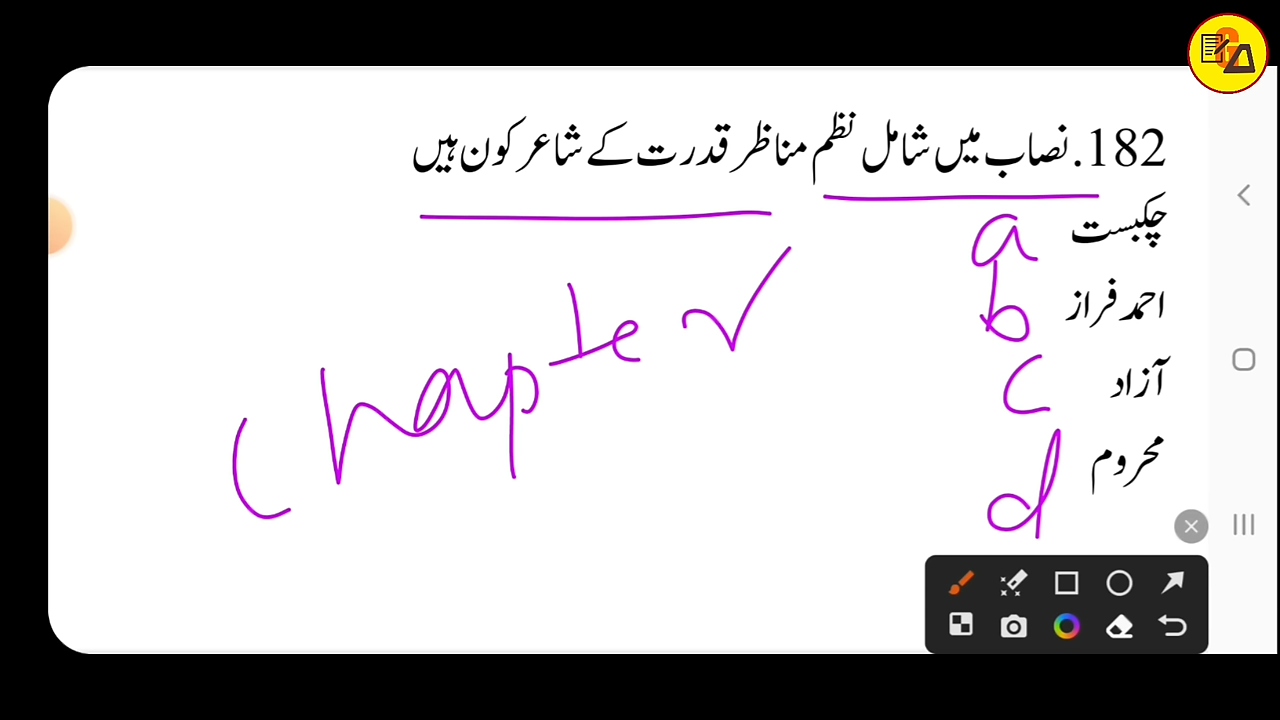 182. نصاب میں شامل نظم مناظر قدرت کے شاعر کون ہیں
چکبست a
احمد فراز b
آزاد c
محروم d
Chapter